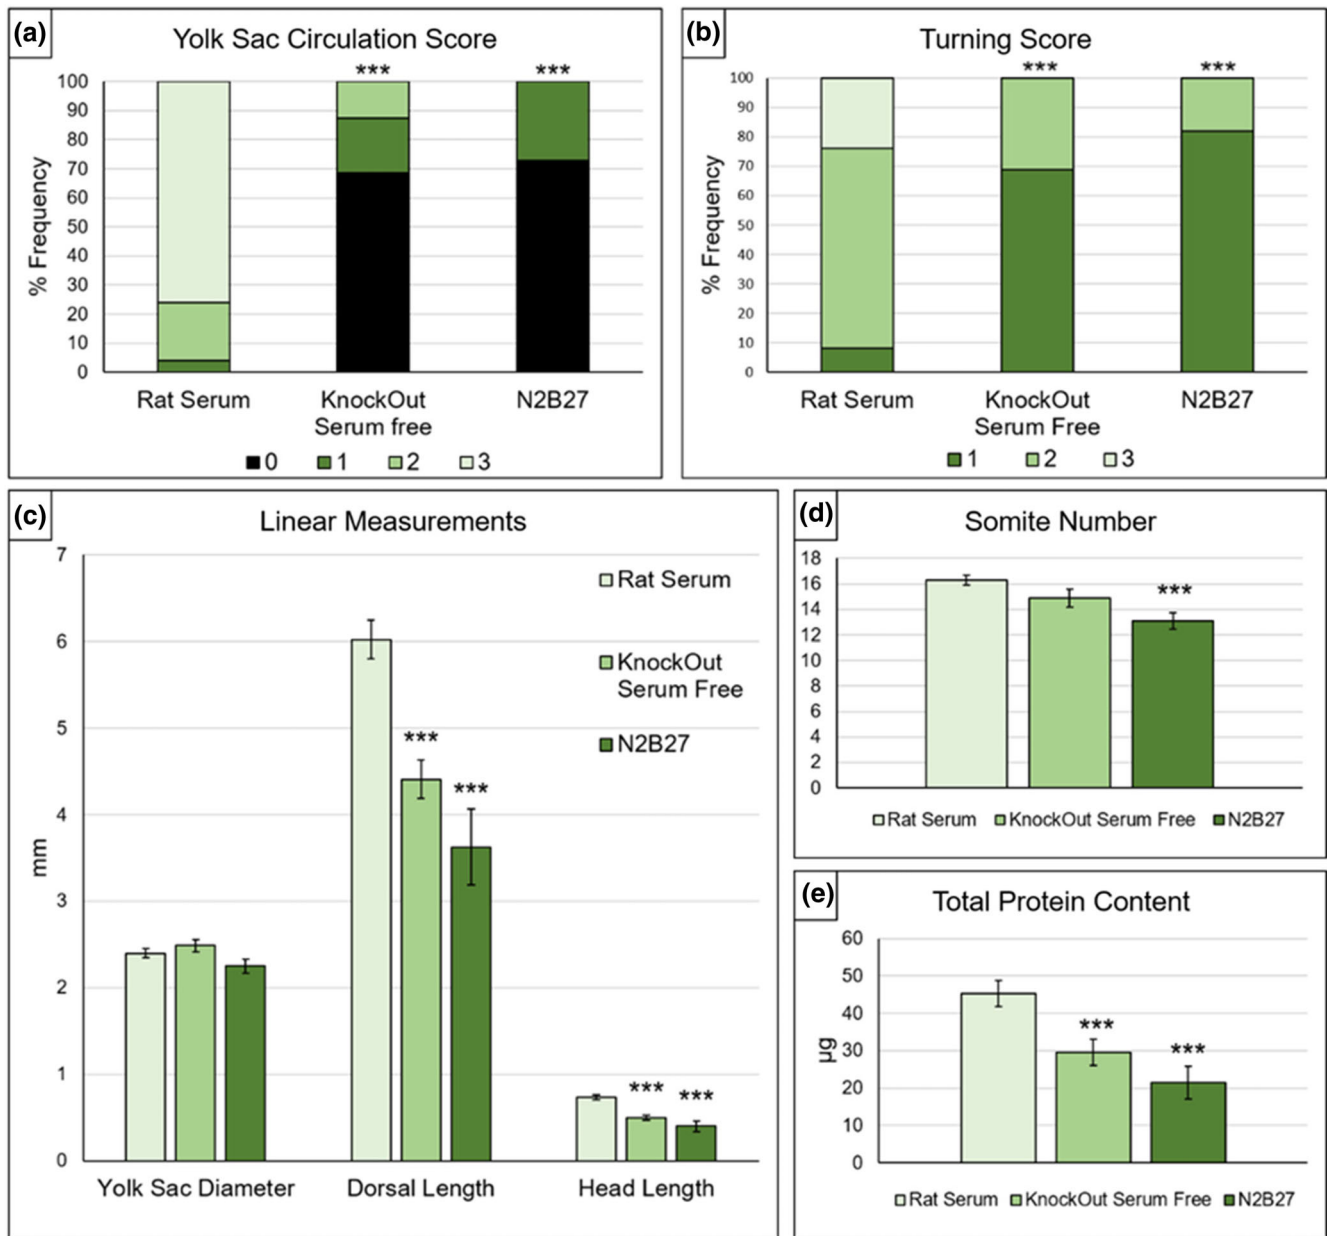 (a)
Yolk Sac Circulation Score
*** ***
100
90
80
70
60
50
40
30
20
10
0
% Frequency
Rat Serum
KnockOut
Serum free
N2B27
0 1 2 3
(b)
Turning Score
*** ***
100
90
80
70
60
50
40
30
20
10
0
% Frequency
Rat Serum
KnockOut
Serum Free
N2B27
1 2 3
(c)
Linear Measurements
7
6
5
4
3
2
1
0
mm
Rat Serum
KnockOut
Serum Free
N2B27
***
***
***
***
Yolk Sac Diameter
Dorsal Length
Head Length
(d)
Somite Number
18
16
14
12
10
8
6
4
2
0
***
Rat Serum KnockOut Serum Free N2B27
(e)
Total Protein Content
60
50
40
30
20
10
0
µg
***
***
Rat Serum KnockOut Serum Free N2B27